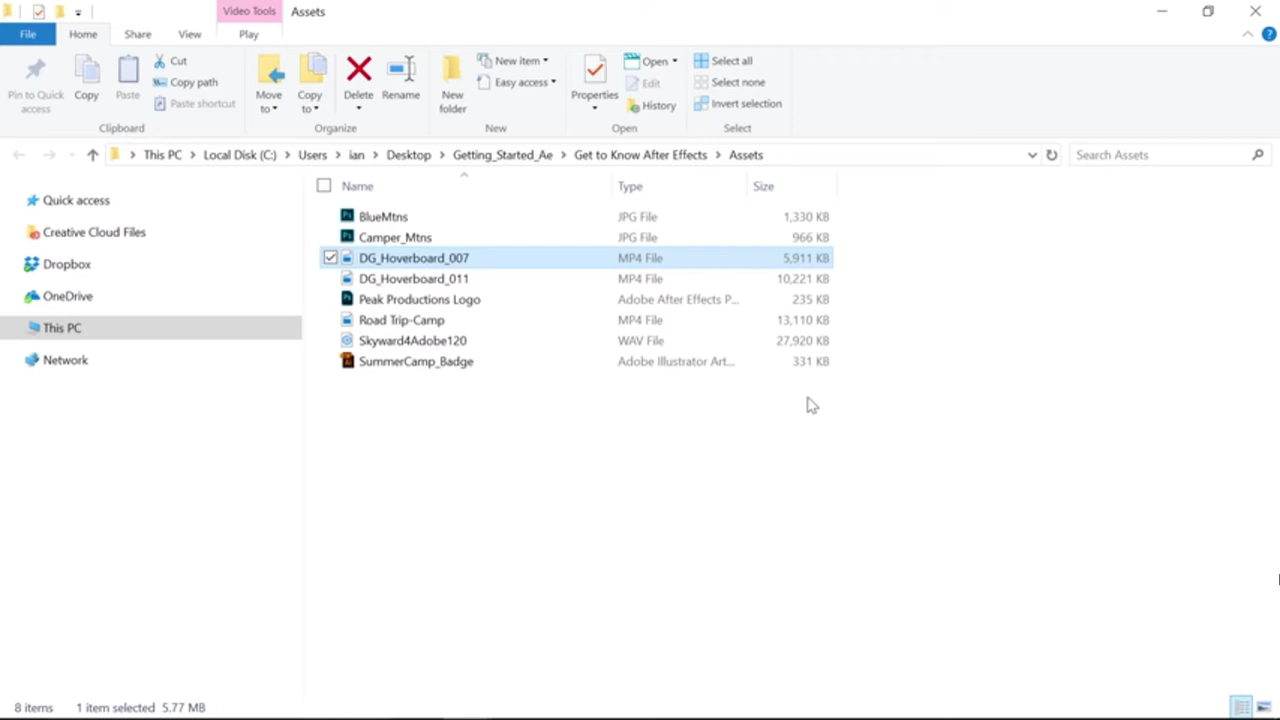 Video Tools Assets
File Home Share View Play
Pin to Quick access
Copy
Paste
Cut
Copy path
Paste shortcut
Clipboard
Move to
Copy to
Delete
Rename
Organize
New folder
New item
Easy access
New
Properties
Open
Edit
History
Open
Select all
Select none
Invert selection
Select
This PC > Local Disk (C:) > Users > ian > Desktop > Getting_Started_Ae > Get to Know After Effects > Assets
Search Assets
Quick access
Creative Cloud Files
Dropbox
OneDrive
This PC
Network
Name Type Size
BlueMtns JPG File 1,330 KB
Camper_Mtns JPG File 966 KB
DG_Hoverboard_007 MP4 File 5,911 KB
DG_Hoverboard_011 MP4 File 10,221 KB
Peak Productions Logo Adobe After Effects P... 235 KB
Road Trip-Camp MP4 File 13,110 KB
Skyward4Adobe120 WAV File 27,920 KB
SummerCamp_Badge Adobe Illustrator Art... 331 KB
8 items 1 item selected 5.77 MB